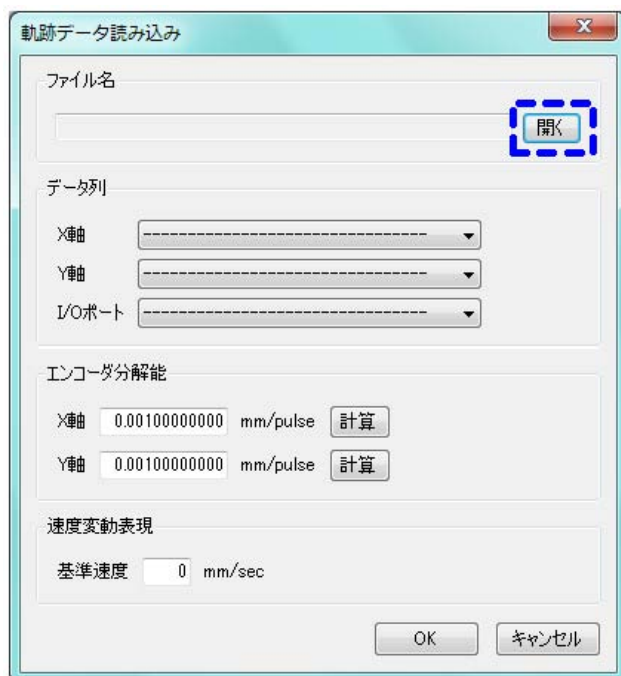 軌跡データ読み込み
ファイル名
開く
データ列
X軸 --------------------------------
Y軸 --------------------------------
I/Oポート --------------------------------
エンコーダ分解能
X軸 0.00100000000 mm/pulse 計算
Y軸 0.00100000000 mm/pulse 計算
速度変動表現
基準速度 0 mm/sec
OK キャンセル